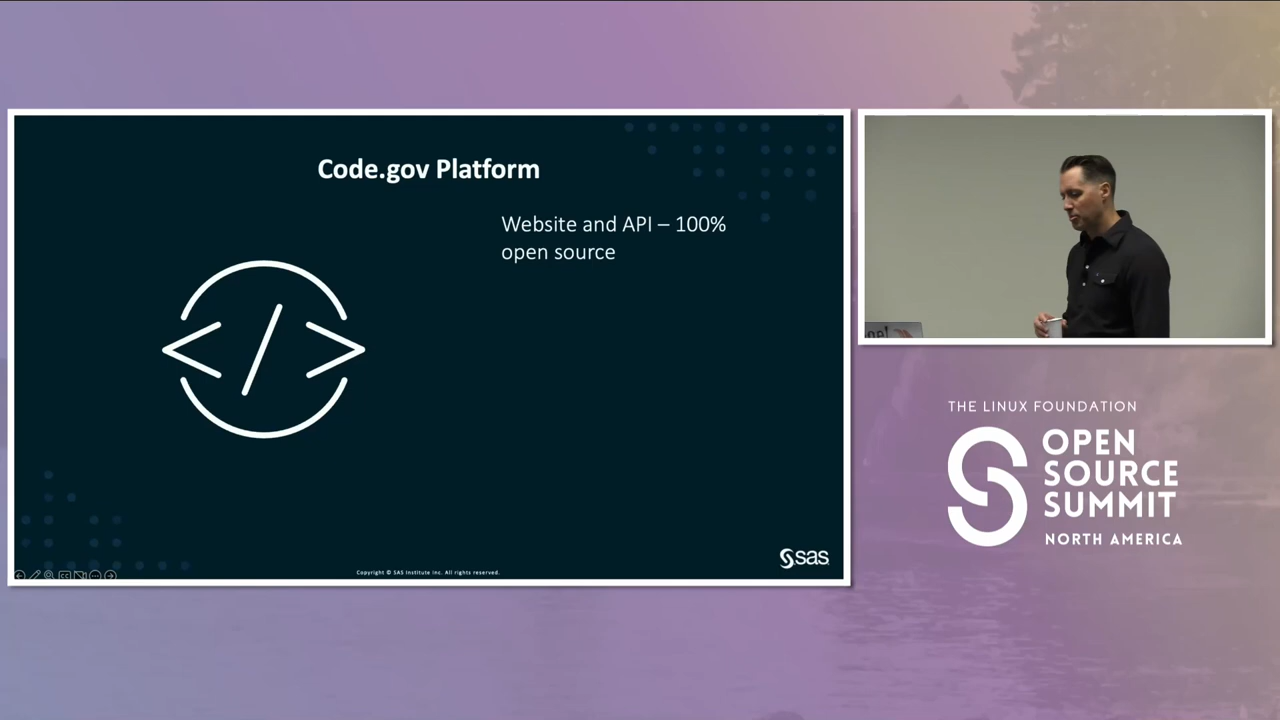 Code.gov Platform
Website and API – 100%
open source
</>
Copyright © SAS Institute Inc. All rights reserved.
sas
THE LINUX FOUNDATION
OPEN
SOURCE
SUMMIT
NORTH AMERICA